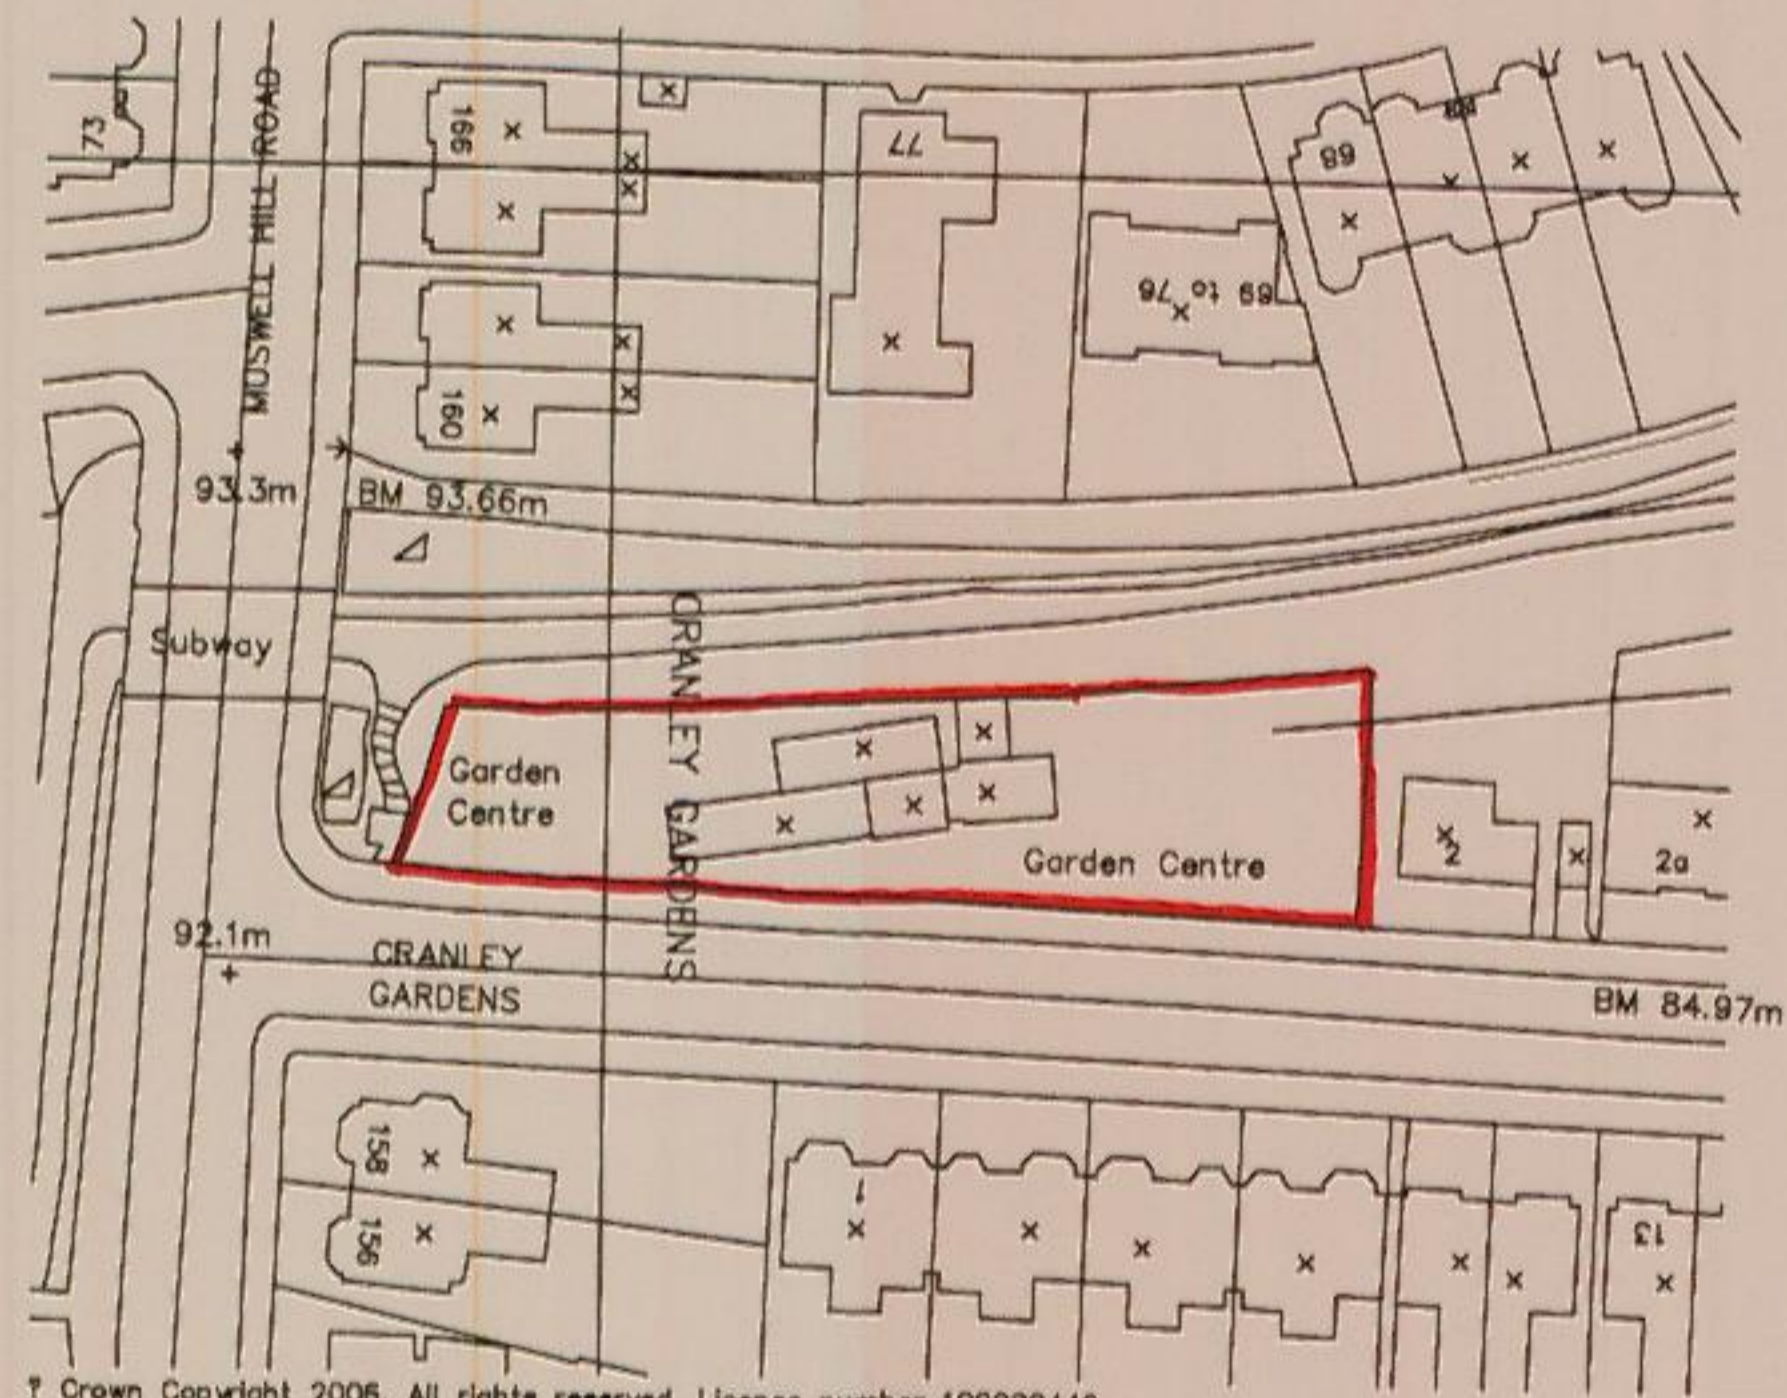 73
MUSWELL HILL ROAD
166
77
68
69 to 76
160
93.3m
BM 93.66m
Subway
CRANLEY GARDENS
Garden
Centre
Garden Centre
2
2a
92.1m
CRANLEY
GARDENS
BM 84.97m
158
156
1
13
Crown Copyright 2006. All rights reserved. Licence number